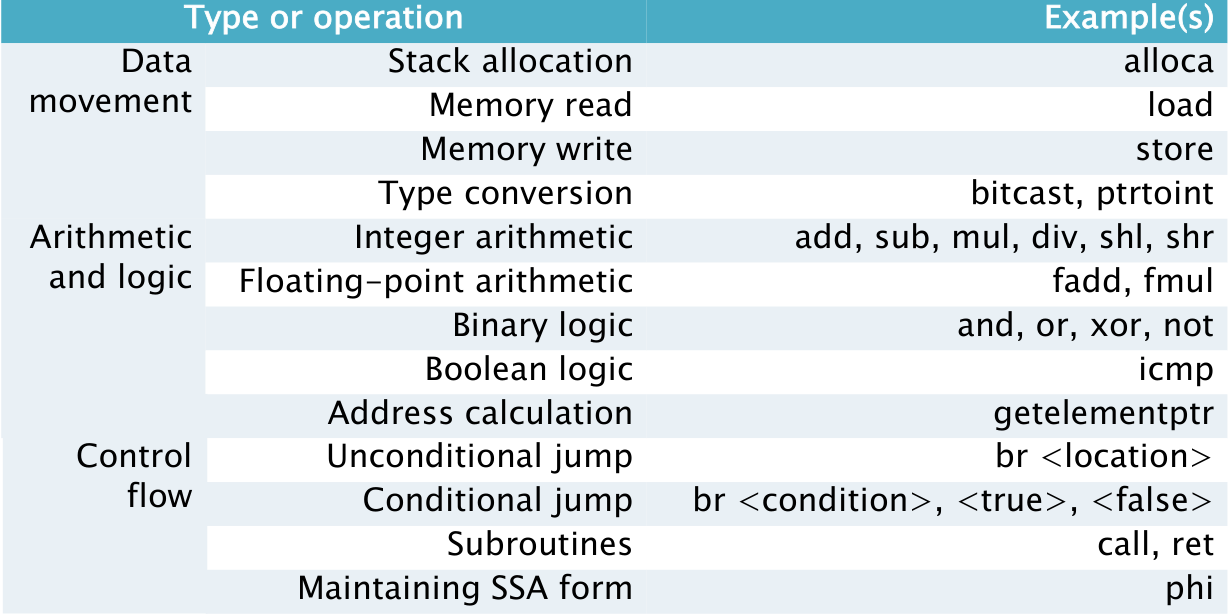 Type or operation Example(s)
Data movement Stack allocation alloca
Memory read load
Memory write store
Type conversion bitcast, ptrtoint
Arithmetic and logic Integer arithmetic add, sub, mul, div, shl, shr
Floating-point arithmetic fadd, fmul
Binary logic and, or, xor, not
Boolean logic icmp
Address calculation getelementptr
Control flow Unconditional jump br <location>
Conditional jump br <condition>, <true>, <false>
Subroutines call, ret
Maintaining SSA form phi